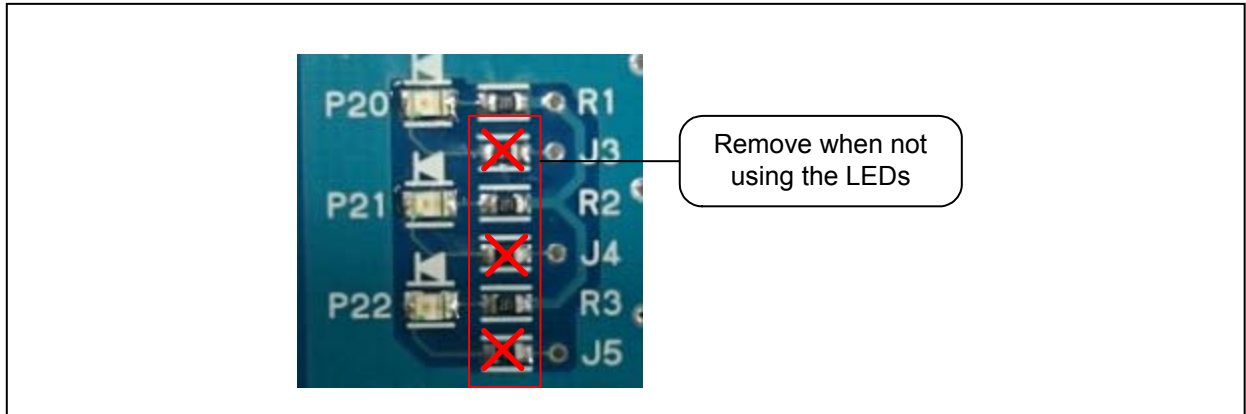 P20 R1
J3
P21 R2
J4
P22 R3
J5
Remove when not
using the LEDs